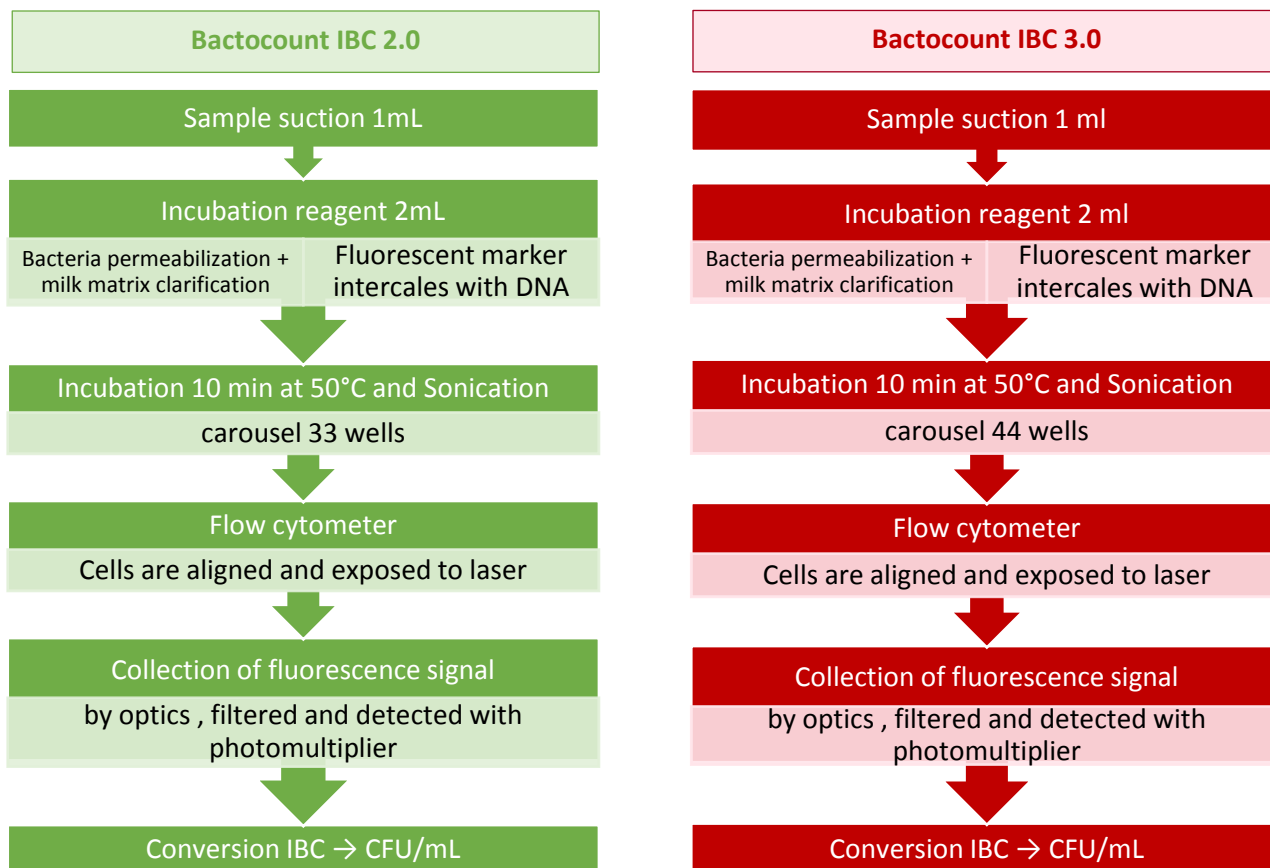 Bactocount IBC 2.0
Sample suction 1mL
Incubation reagent 2mL
Bacteria permeabilization +
milk matrix clarification
Fluorescent marker
intercales with DNA
Incubation 10 min at 50°C and Sonication
carousel 33 wells
Flow cytometer
Cells are aligned and exposed to laser
Collection of fluorescence signal
by optics , filtered and detected with
photomultiplier
Conversion IBC → CFU/mL
Bactocount IBC 3.0
Sample suction 1 ml
Incubation reagent 2 ml
Bacteria permeabilization +
milk matrix clarification
Fluorescent marker
intercales with DNA
Incubation 10 min at 50°C and Sonication
carousel 44 wells
Flow cytometer
Cells are aligned and exposed to laser
Collection of fluorescence signal
by optics , filtered and detected with
photomultiplier
Conversion IBC → CFU/mL